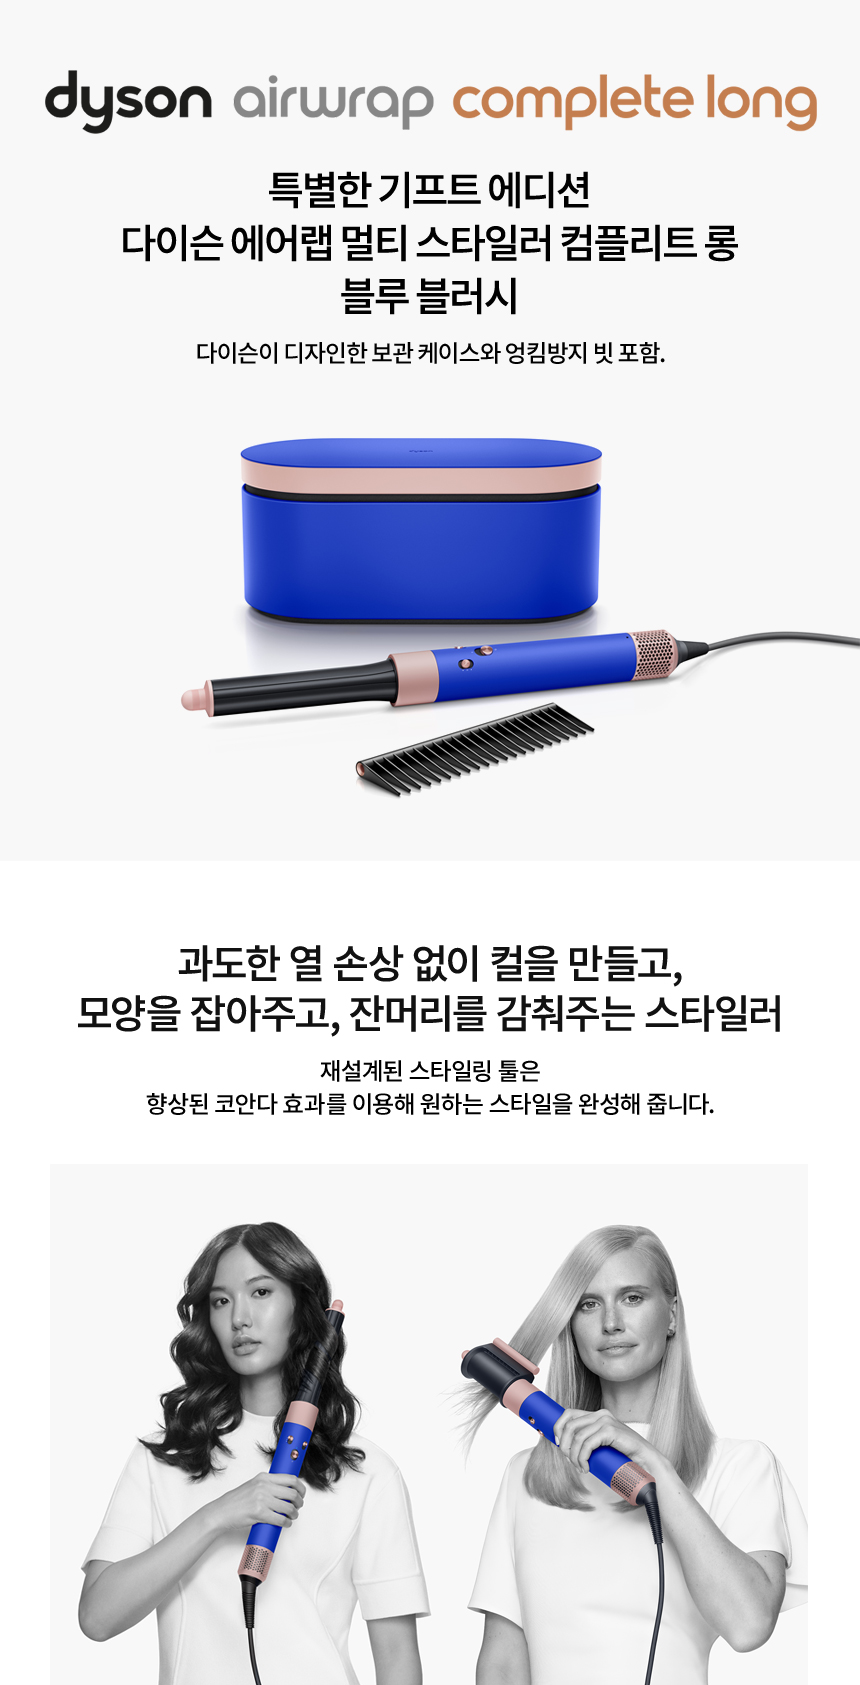 dyson airwrap complete long
특별한 기프트 에디션
다이슨 에어랩 멀티 스타일러 컴플리트 롱
블루 블러시
다이슨이 디자인한 보관 케이스와 엉킴방지 빗 포함.
과도한 열 손상 없이 컬을 만들고,
모양을 잡아주고, 잔머리를 감춰주는 스타일러
재설계된 스타일링 툴은
향상된 코안다 효과를 이용해 원하는 스타일을 완성해 줍니다.